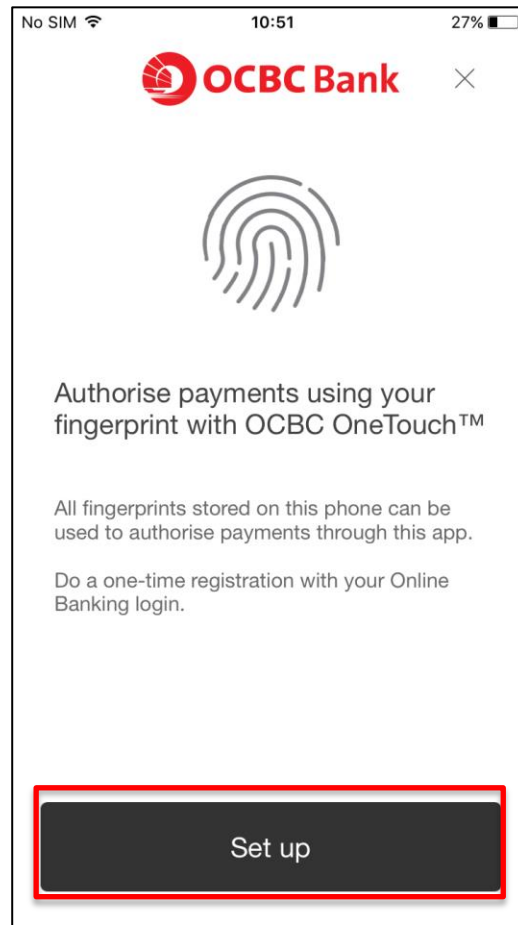 No SIM 10:51 27%
OCBC Bank
Authorise payments using your
fingerprint with OCBC OneTouch™
All fingerprints stored on this phone can be
used to authorise payments through this app.
Do a one-time registration with your Online
Banking login.
Set up